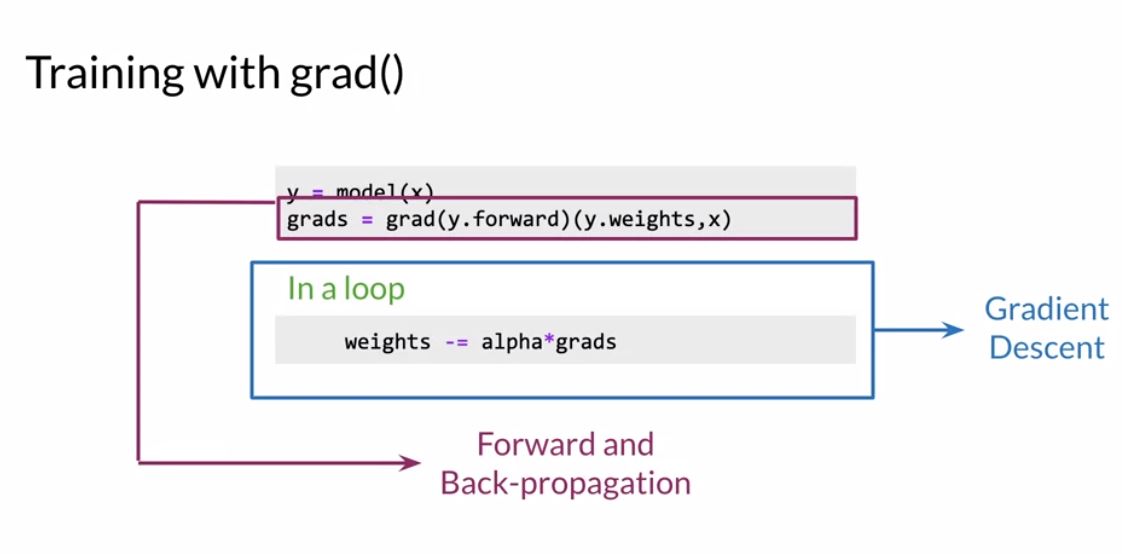 Training with grad()
y = model(x)
grads = grad(y.forward)(y.weights,x)
In a loop
weights -= alpha*grads
Gradient
Descent
Forward and
Back-propagation